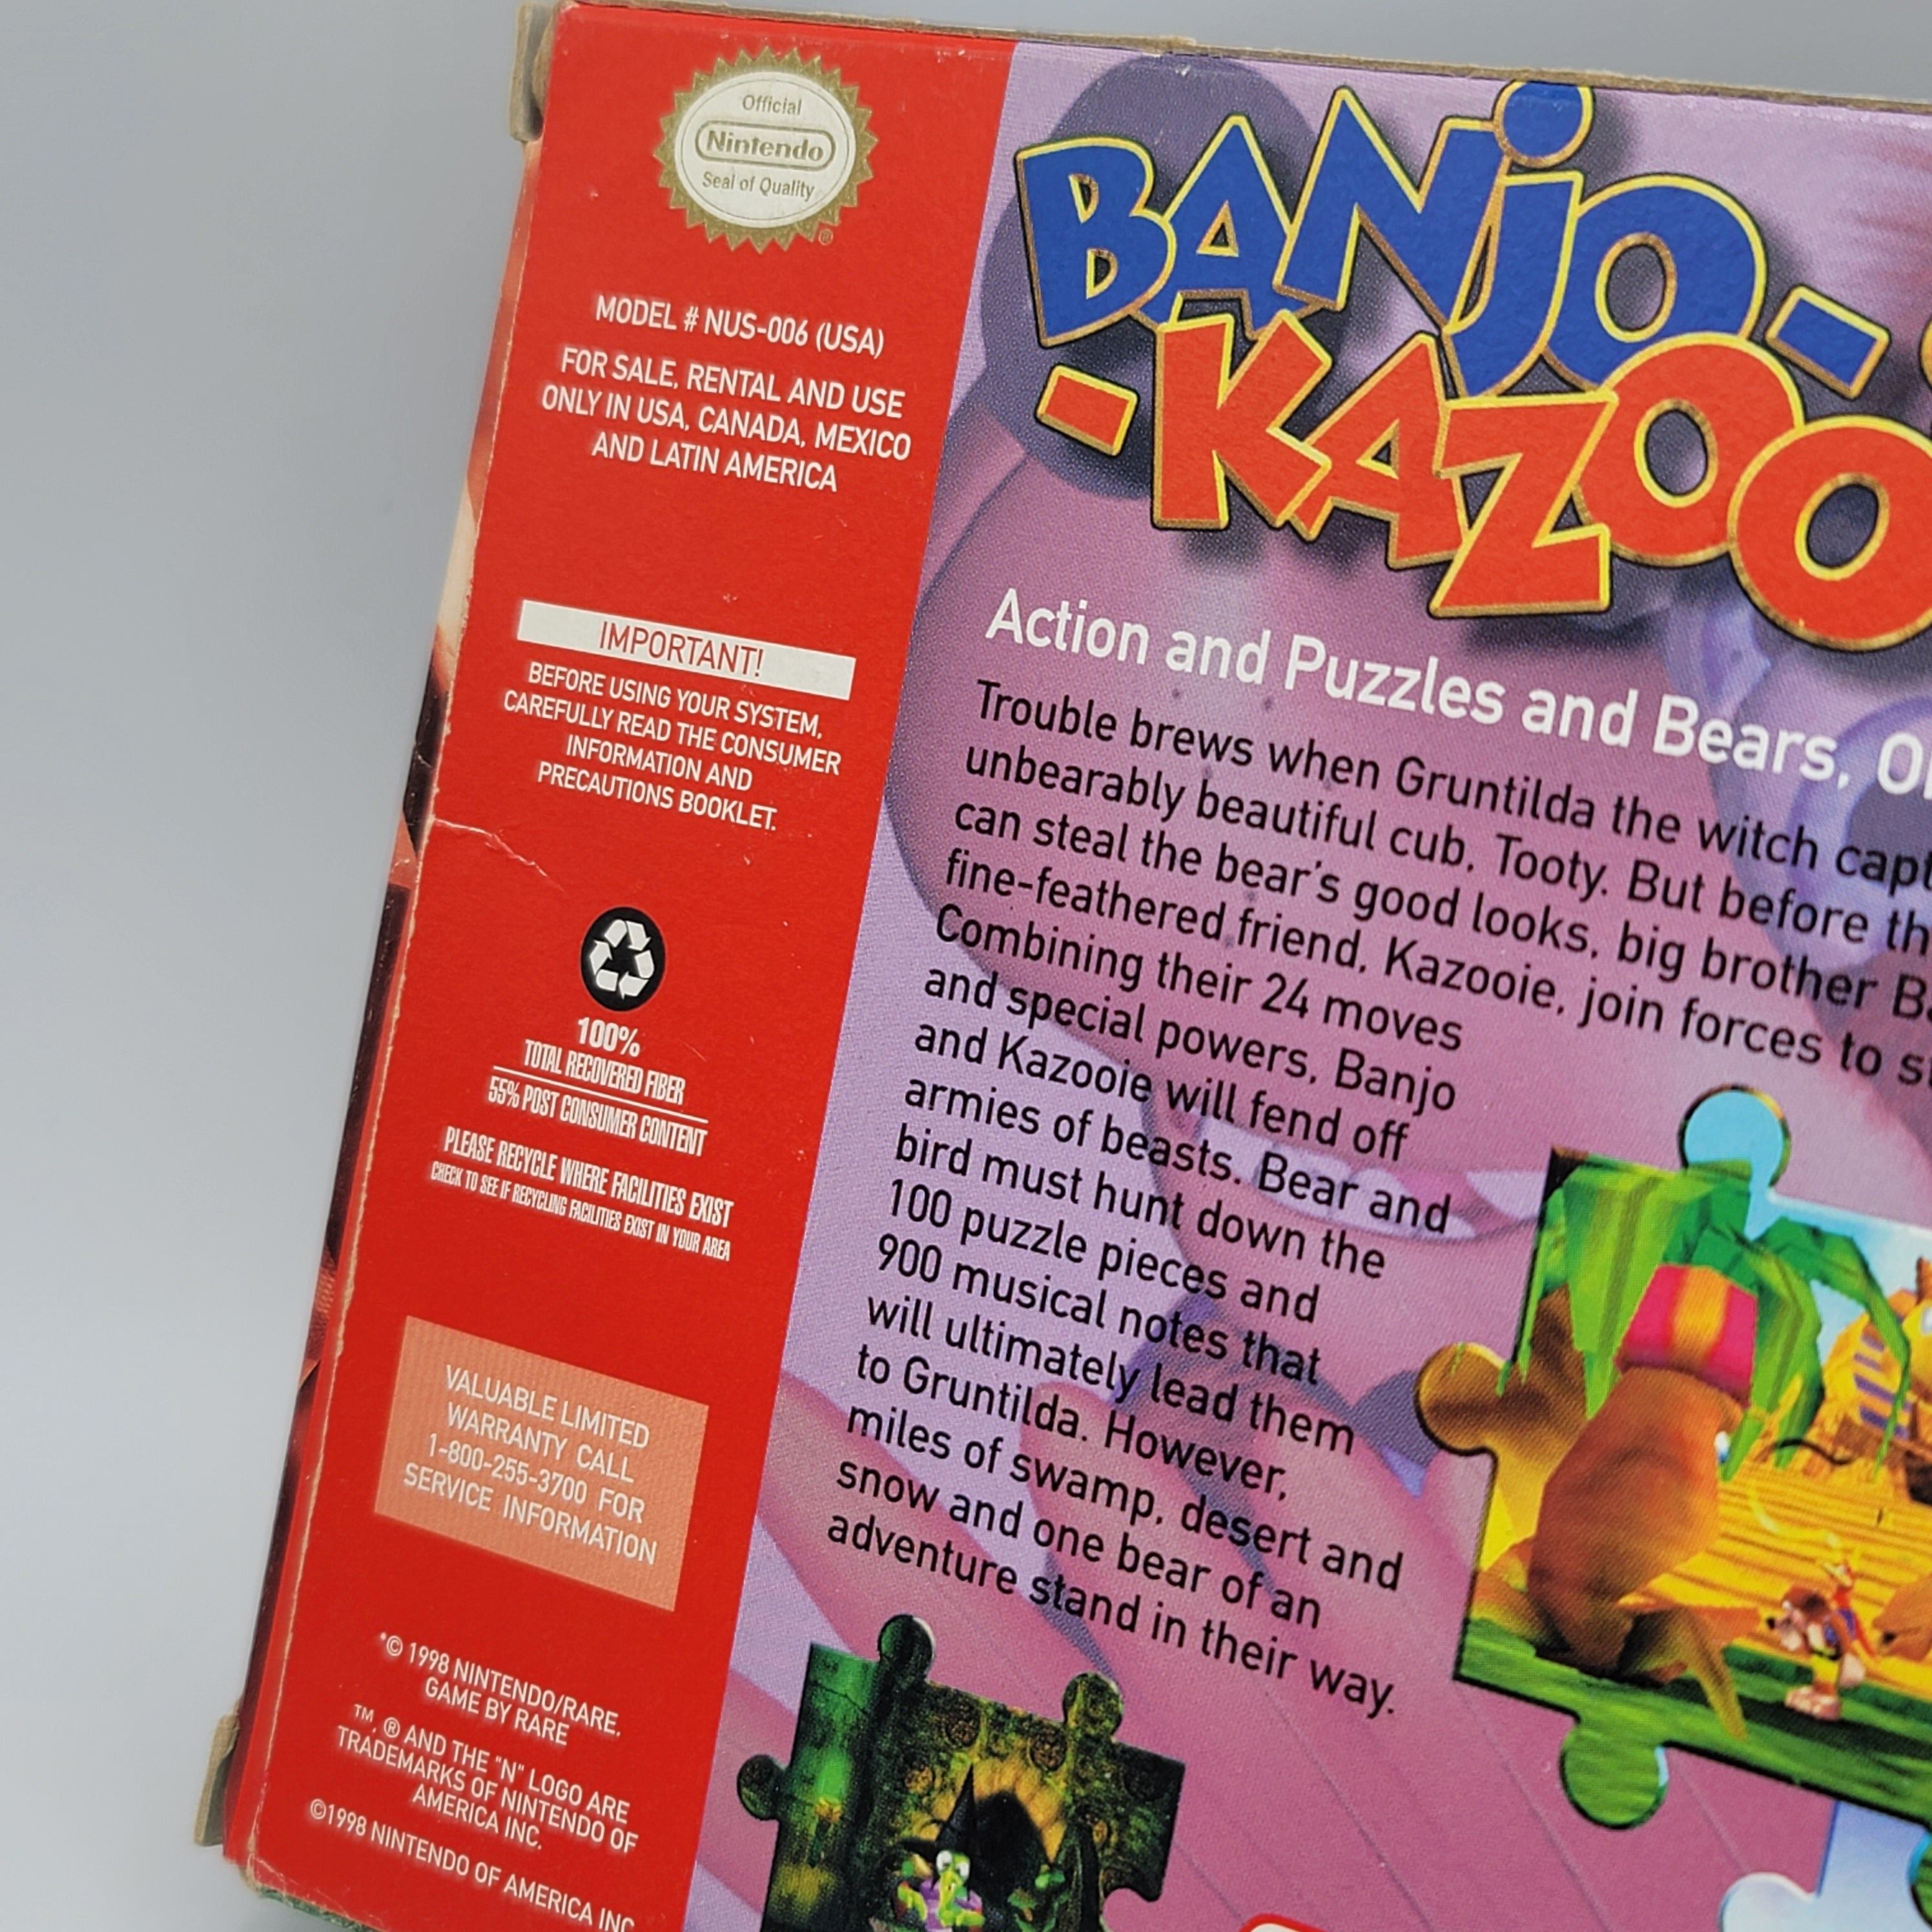 Official
Nintendo
Seal of Quality
®
MODEL # NUS-006 (USA)
FOR SALE, RENTAL AND USE
ONLY IN USA, CANADA, MEXICO
AND LATIN AMERICA
IMPORTANT!
BEFORE USING YOUR SYSTEM,
CAREFULLY READ THE CONSUMER
INFORMATION AND
PRECAUTIONS BOOKLET.
100%
TOTAL RECOVERED FIBER
55% POST CONSUMER CONTENT
PLEASE RECYCLE WHERE FACILITIES EXIST
CHECK TO SEE IF RECYCLING FACILITIES EXIST IN YOUR AREA
VALUABLE LIMITED
WARRANTY CALL
1-800-255-3700 FOR
SERVICE INFORMATION
*© 1998 NINTENDO/RARE.
GAME BY RARE
™, ® AND THE "N" LOGO ARE
TRADEMARKS OF NINTENDO OF
AMERICA INC.
©1998 NINTENDO OF AMERICA INC
BANJO-
-KAZOO
Action and Puzzles and Bears,
Trouble brews when Gruntilda the witch
unbearably beautiful cub, Tooty. But before
can steal the bear's good looks, big brother
fine-feathered friend, Kazooie, join forces to
Combining their 24 moves
and special powers, Banjo
and Kazooie will fend off
armies of beasts. Bear and
bird must hunt down the
100 puzzle pieces and
900 musical notes that
will ultimately lead them
to Gruntilda. However,
miles of swamp, desert and
snow and one bear of an
adventure stand in their way.